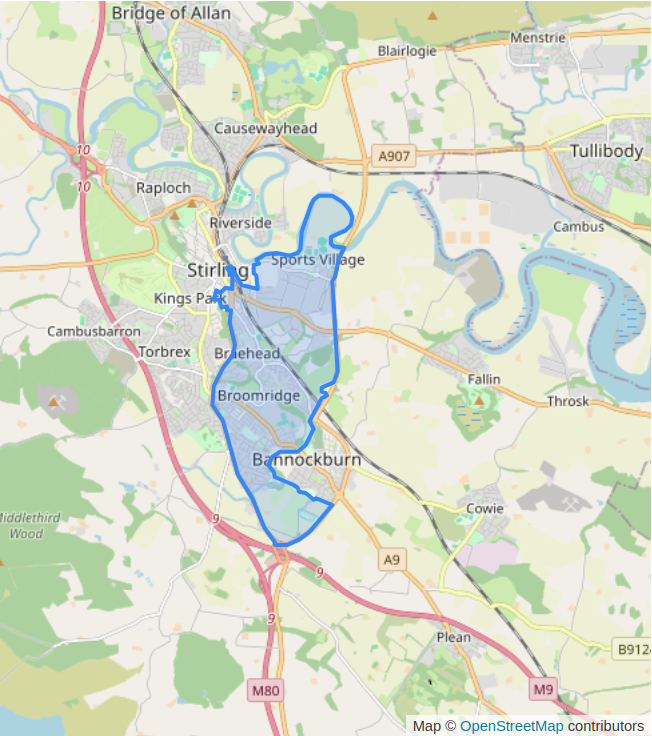 Bridge of Allan
Menstrie
Blairlogie
Causewayhead
10
10
A907
Tullibody
Raploch
Riverside
Cambus
Sports Village
Stirling
Kings Park
Cambusbarron
Torbrex
Braehead
Fallin
Broomridge
Throsk
Bannockburn
Cowie
Middlethird
Wood
9
A9
9
9
Plean
B912
M80
M9
Map © OpenStreetMap contributors